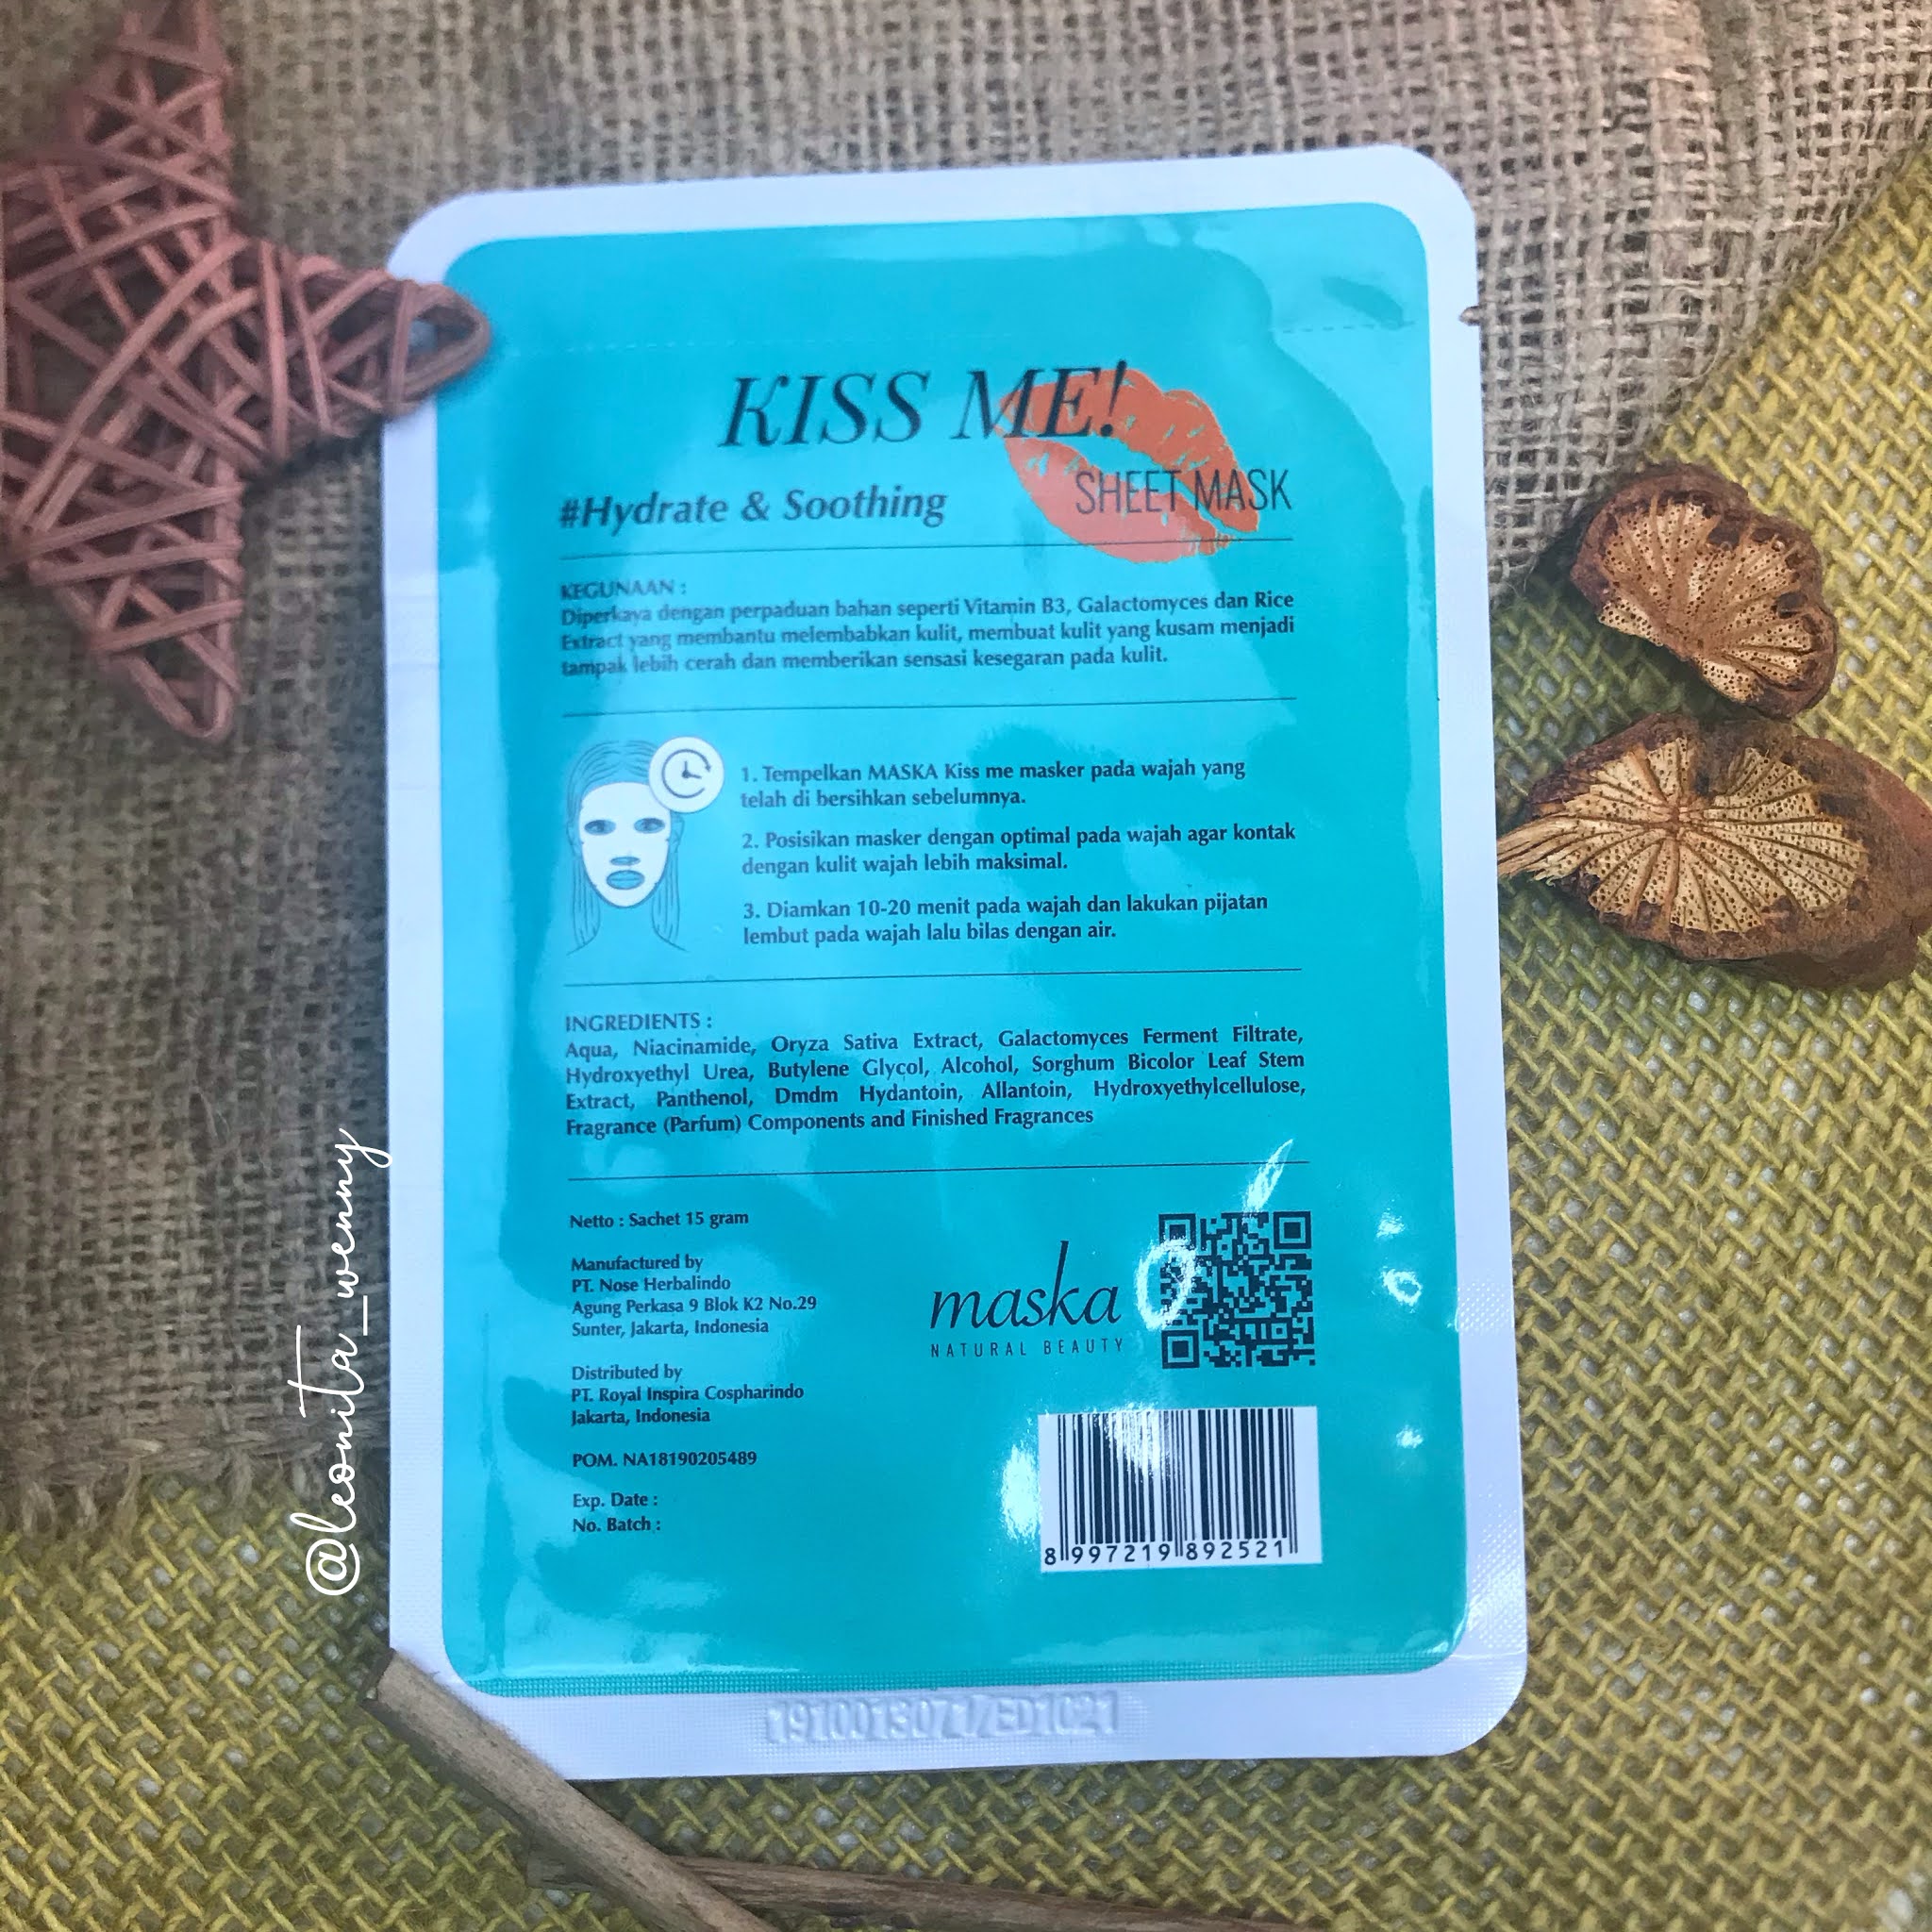 KISS ME!
SHEET MASK
#Hydrate & Soothing
KEGUNAAN :
Diperkaya dengan perpaduan bahan seperti Vitamin B3, Galactomyces dan Rice
Extract yang membantu melembabkan kulit, membuat kulit yang kusam menjadi
tampak lebih cerah dan memberikan sensasi kesegaran pada kulit.
1. Tempelkan MASKA Kiss me masker pada wajah yang
telah di bersihkan sebelumnya.
2. Posisikan masker dengan optimal pada wajah agar kontak
dengan kulit wajah lebih maksimal.
3. Diamkan 10-20 menit pada wajah dan lakukan pijatan
lembut pada wajah lalu bilas dengan air.
INGREDIENTS :
Aqua, Niacinamide, Oryza Sativa Extract, Galactomyces Ferment Filtrate,
Hydroxyethyl Urea, Butylene Glycol, Alcohol, Sorghum Bicolor Leaf Stem
Extract, Panthenol, Dmdm Hydantoin, Allantoin, Hydroxyethylcellulose,
Fragrance (Parfum) Components and Finished Fragrances
Netto : Sachet 15 gram
Manufactured by
PT. Nose Herbalindo
Agung Perkasa 9 Blok K2 No.29
Sunter, Jakarta, Indonesia
Distributed by
PT. Royal Inspira Cospharindo
Jakarta, Indonesia
POM. NA18190205489
Exp. Date :
No. Batch :
maska
NATURAL BEAUTY
8 997219 892521
1910013071/ED1021
@leonita_wenny